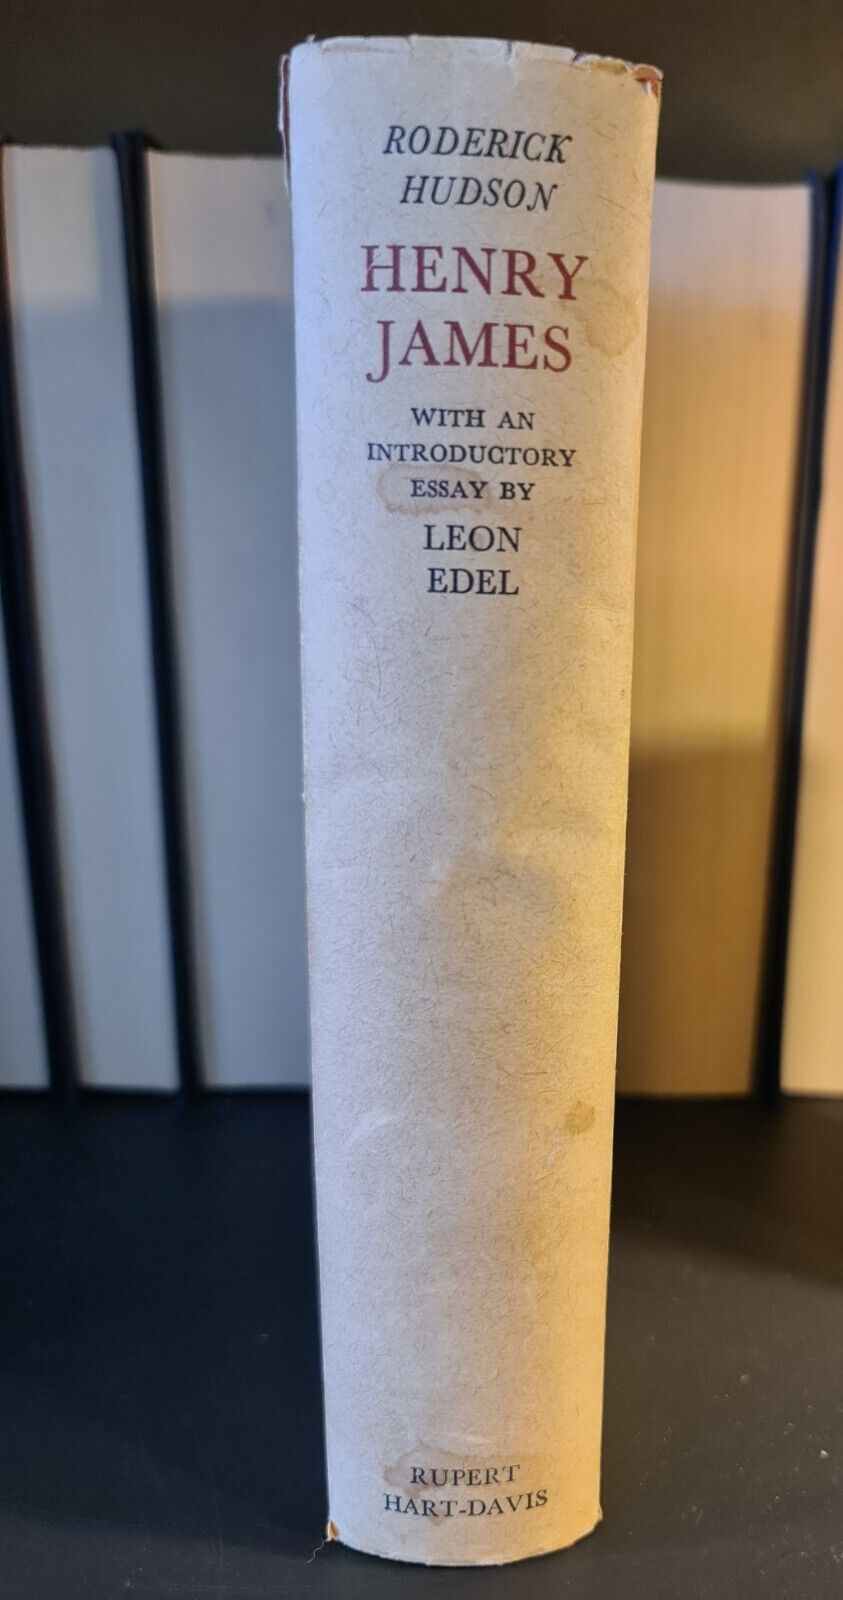 RODERICK
HUDSON
HENRY
JAMES
WITH AN
INTRODUCTORY
ESSAY BY
LEON
EDEL
RUPERT
HART-DAVIS